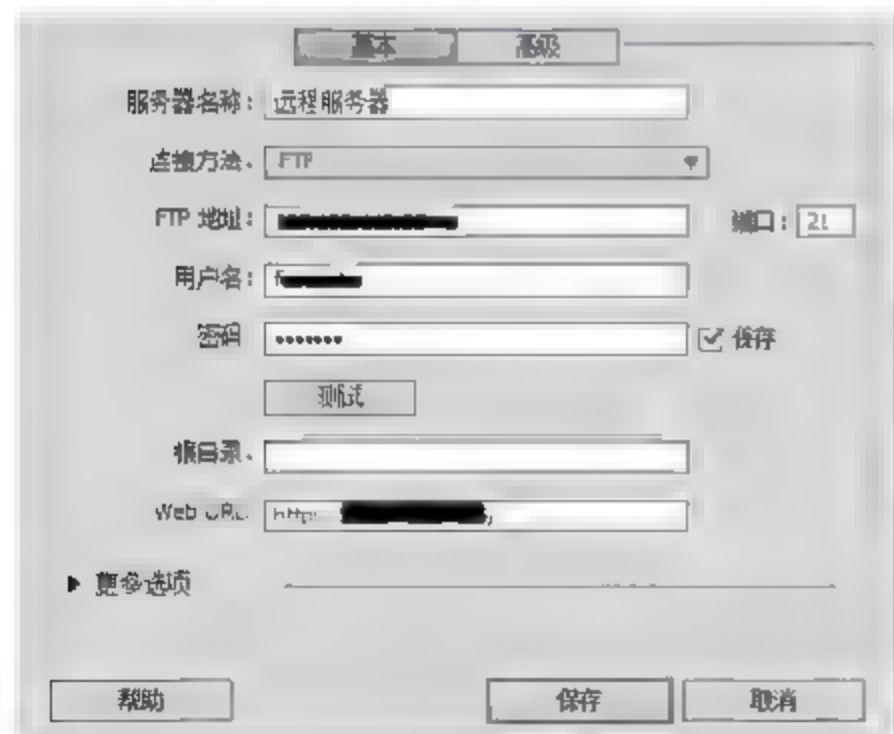 基本 高级
服务器名称: 远程服务器
连接方法: FTP
FTP 地址: 端口: 21
用户名:
密码 ••••••• 保存
测试
根目录:
Web URL: http:
更多选项
帮助 保存 取消